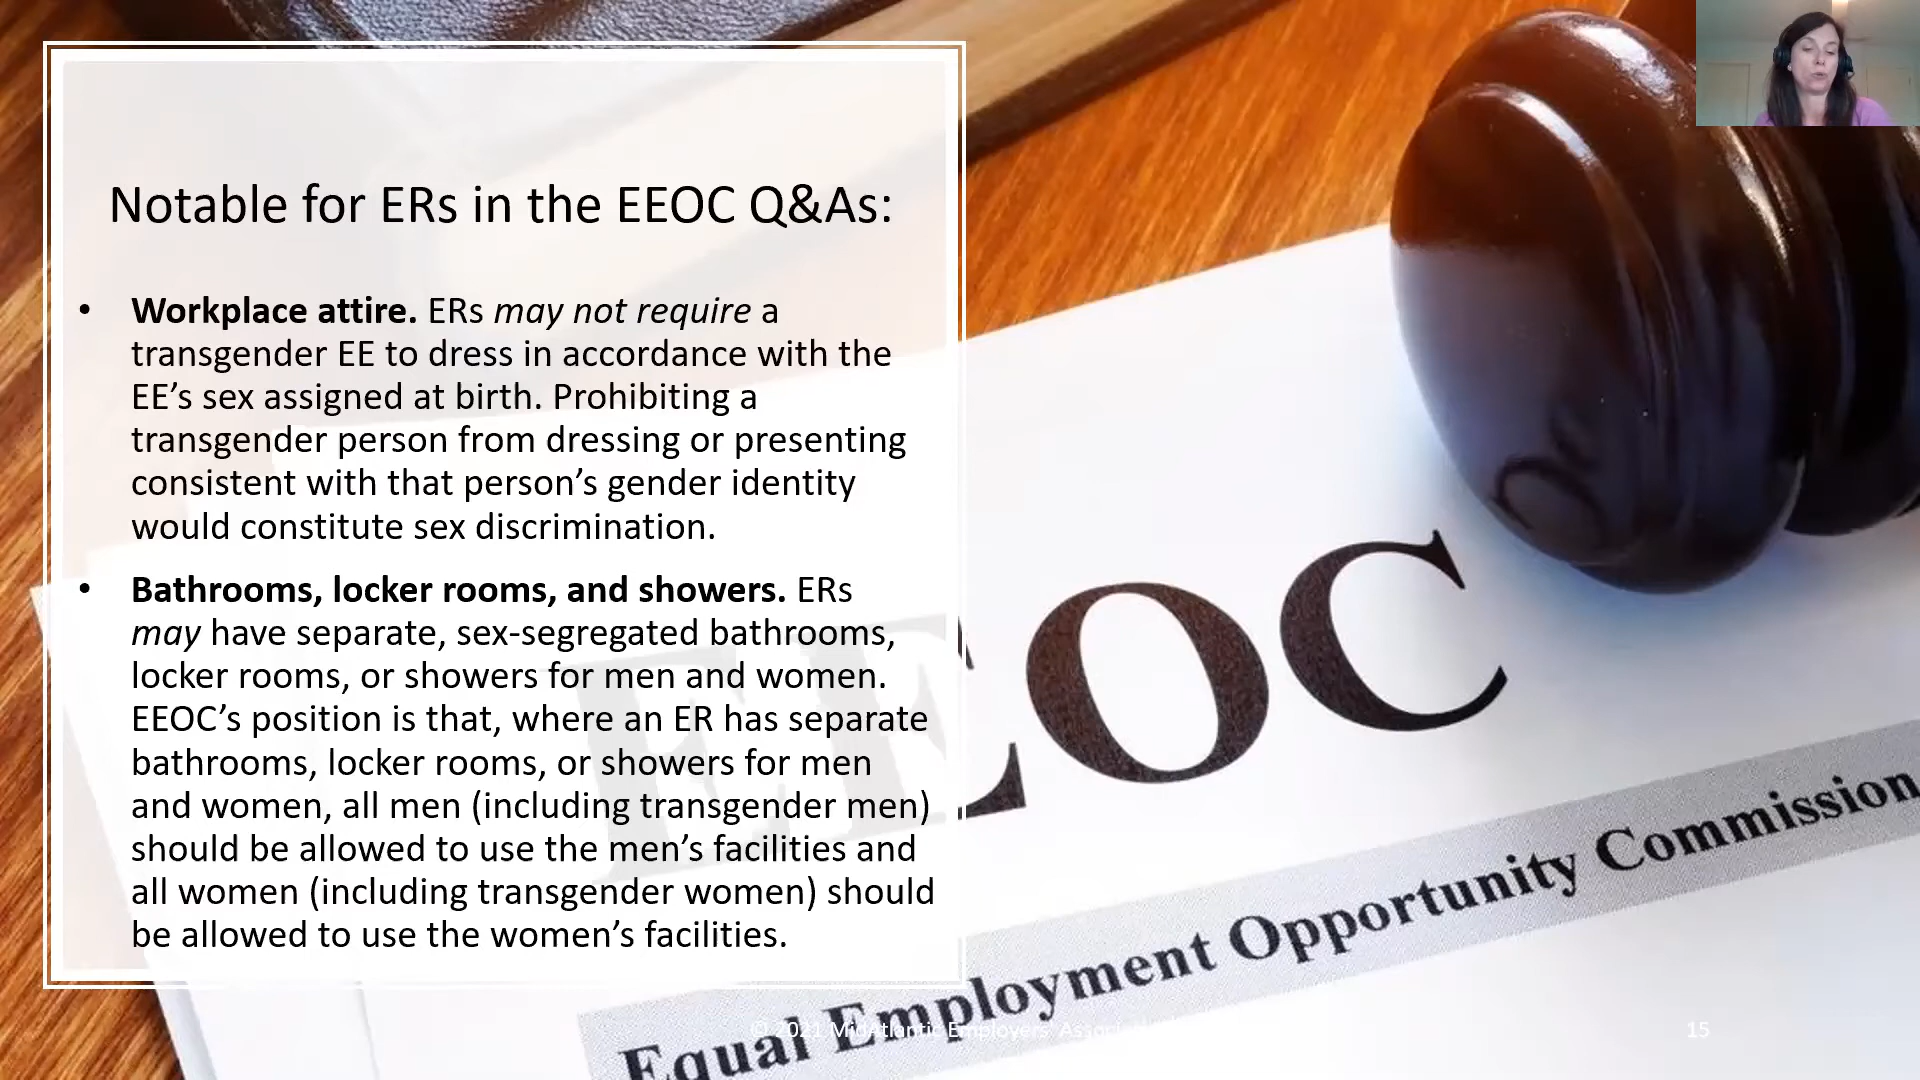 Notable for ERs in the EEOC Q&As:
• Workplace attire. ERs may not require a
transgender EE to dress in accordance with the
EE’s sex assigned at birth. Prohibiting a
transgender person from dressing or presenting
consistent with that person’s gender identity
would constitute sex discrimination.
• Bathrooms, locker rooms, and showers. ERs
may have separate, sex-segregated bathrooms,
locker rooms, or showers for men and women.
EEOC’s position is that, where an ER has separate
bathrooms, locker rooms, or showers for men
and women, all men (including transgender men)
should be allowed to use the men’s facilities and
all women (including transgender women) should
be allowed to use the women’s facilities.
EEOC
Equal Employment Opportunity Commission
© 2021 MidAtlantic Employers’
15